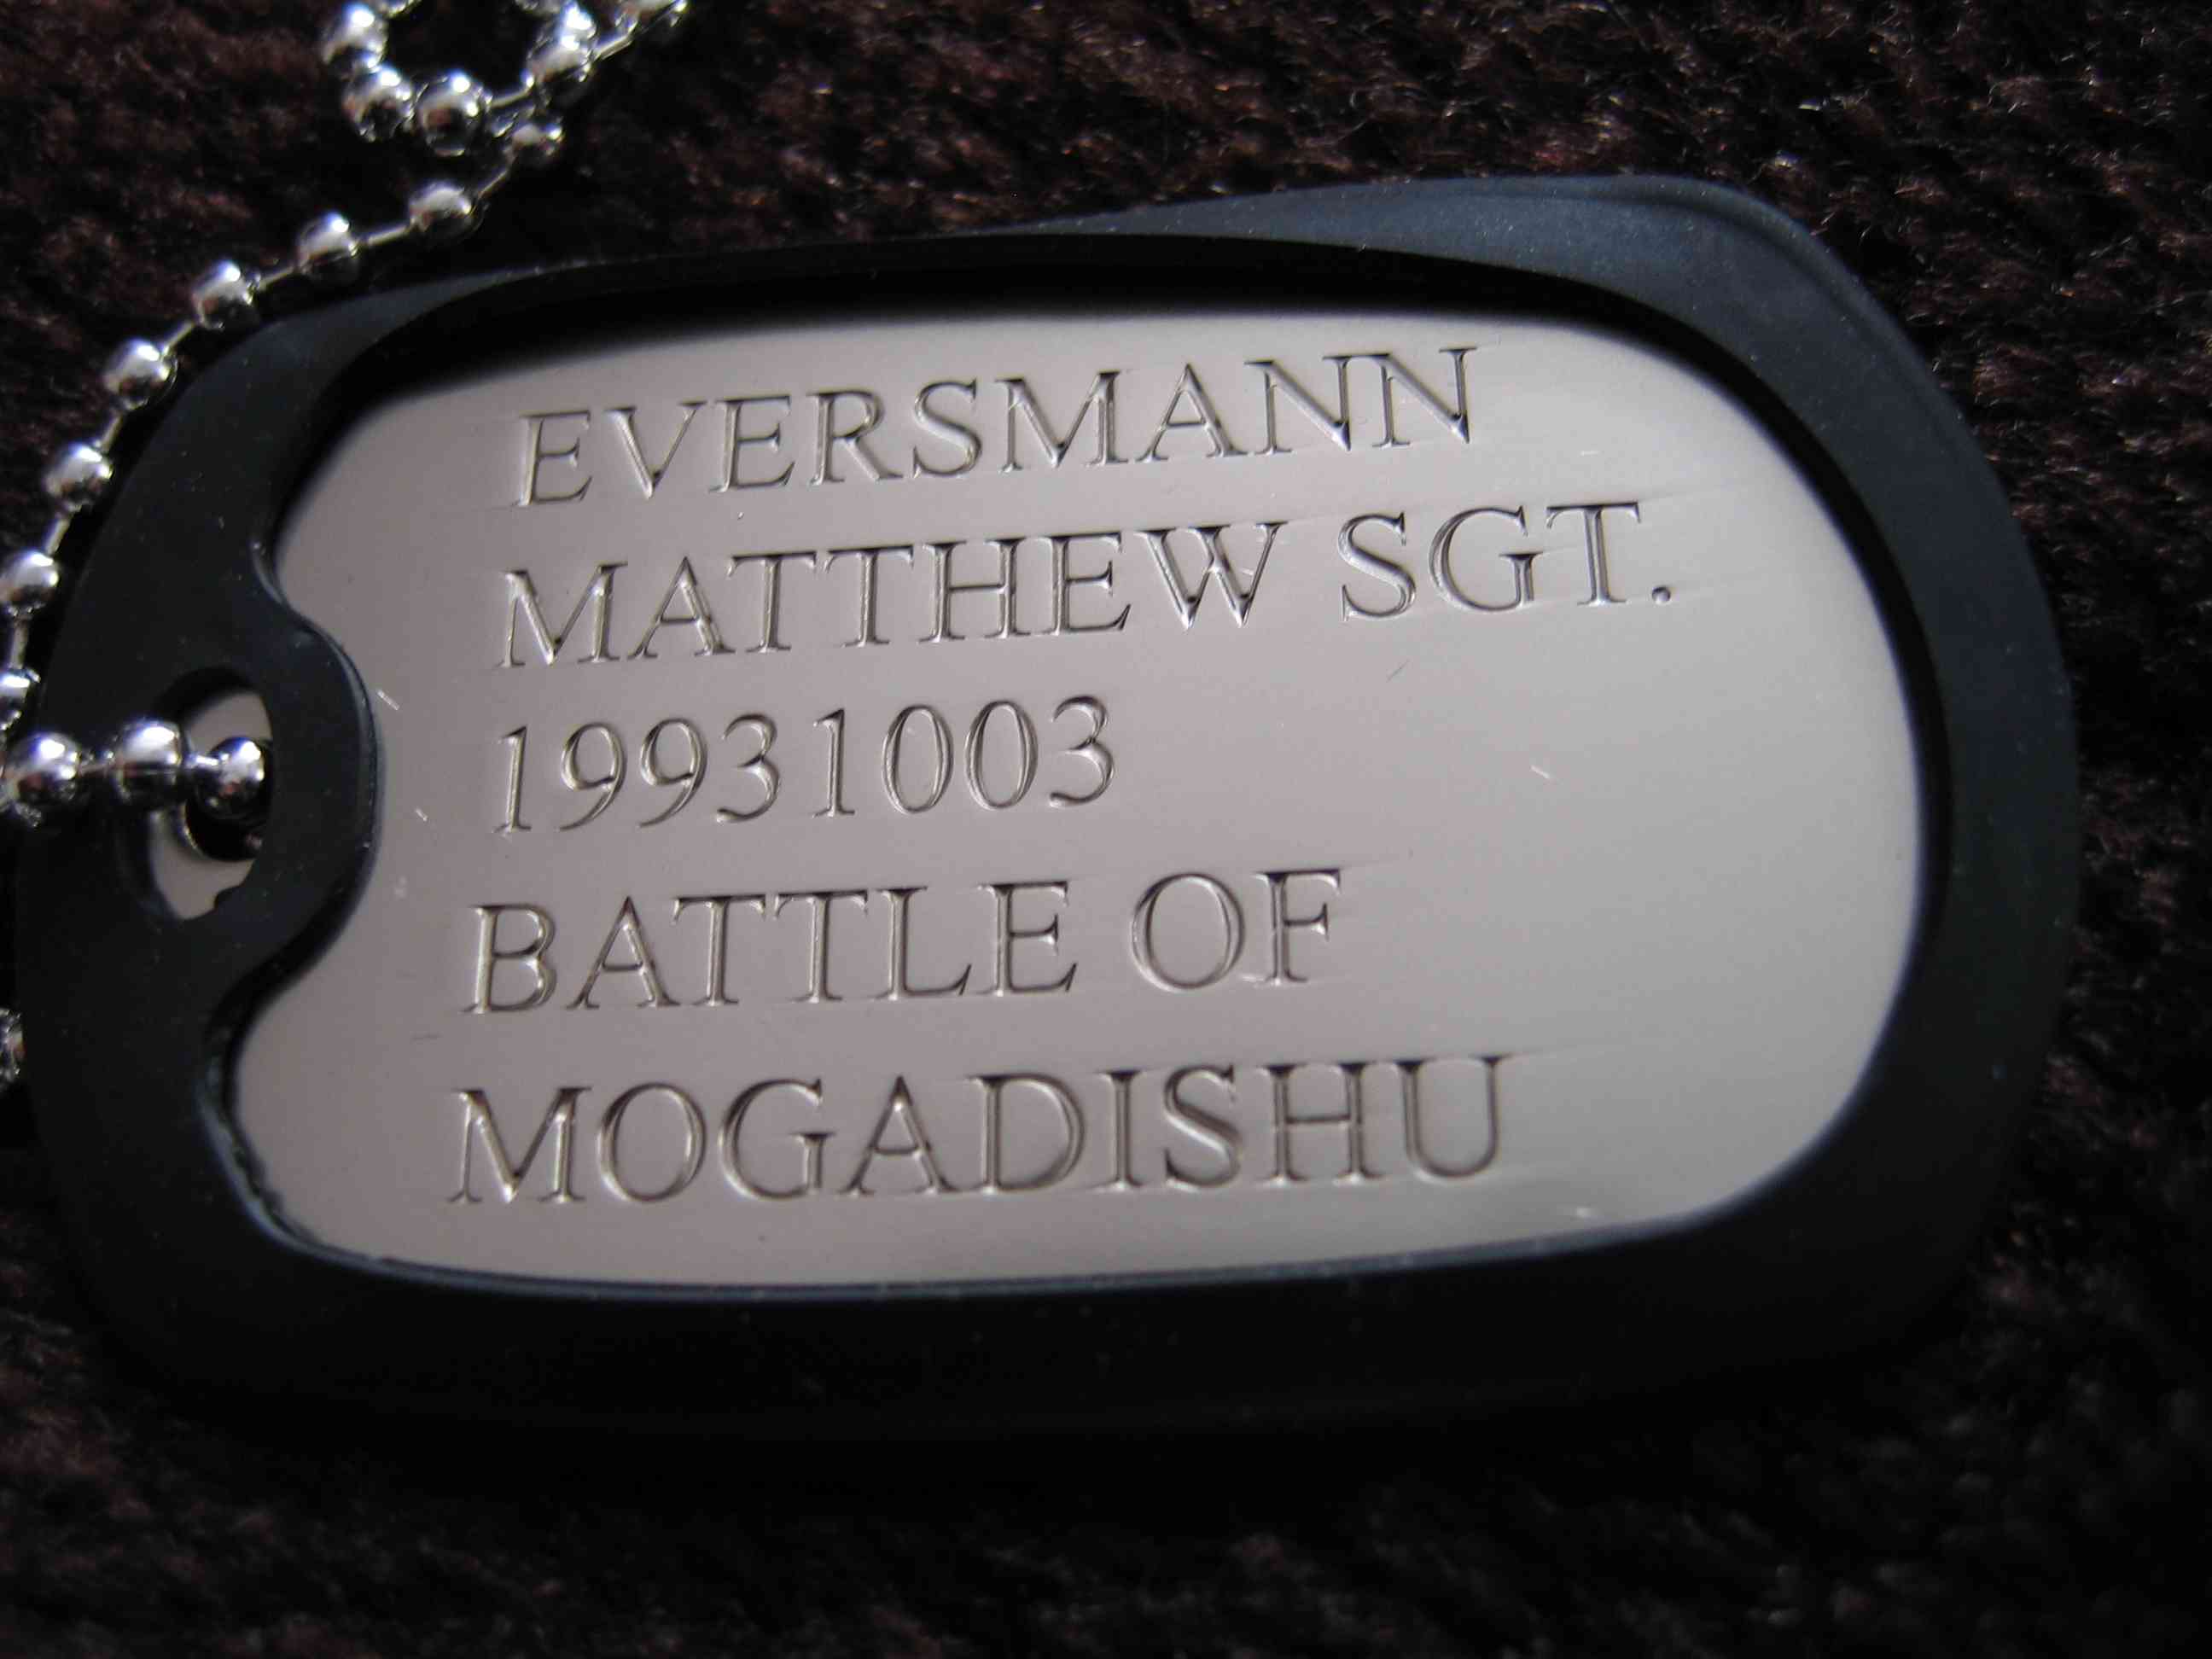 EVERSMANN
MATTHEW SGT.
19931003
BATTLE OF
MOGADISHU